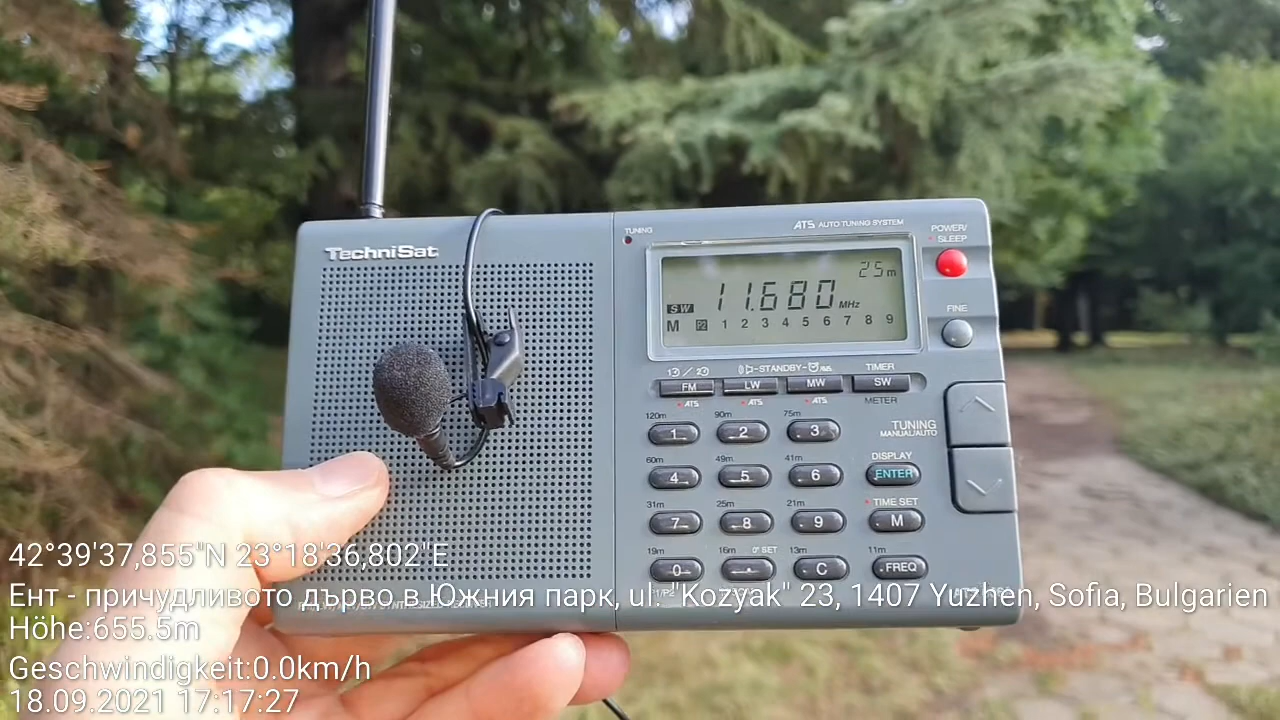 TechniSat
TUNING
ATS AUTO TUNING SYSTEM
POWER/
SLEEP
25m
SW 11.680 MHz
M P2 1 2 3 4 5 6 7 8 9
FINE
STANDBY
TIMER
FM LW MW SW
ATS ATS ATS METER
120m 90m 75m
1 2 3
TUNING
MANUAL/AUTO
60m 49m 41m DISPLAY
4 5 6 ENTER
31m 25m 21m TIME SET
7 8 9 M
19m 16m 0° SET 13m 11m
0 • C FREQ
42°39'37,855"N 23°18'36,802"E
Ент - причудливото дърво в Южния парк, ul. "Kozyak" 23, 1407 Yuzhen, Sofia, Bulgarien
Höhe:655.5m
Geschwindigkeit:0.0km/h
18.09.2021 17:17:27